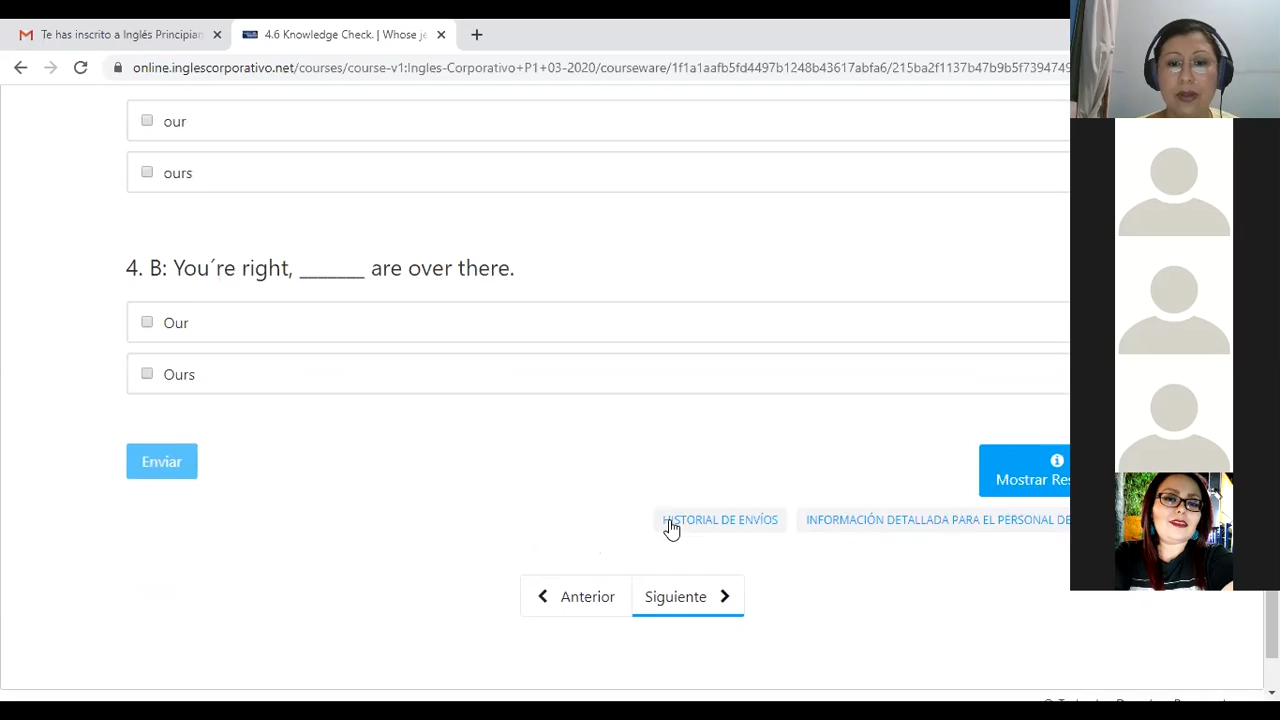 Te has inscrito a Inglés Principian
4.6 Knowledge Check. | Whose je
online.inglescorporativo.net/courses/course-v1:Ingles-Corporativo+P1+03-2020/courseware/1f1a1aafb5fd4497b1248b43617abfa6/215ba2f1137b47b9b5f7394749
our
ours
4. B: You´re right, _______ are over there.
Our
Ours
Enviar
Mostrar Res
HISTORIAL DE ENVÍOS
INFORMACIÓN DETALLADA PARA EL PERSONAL DE
Anterior
Siguiente